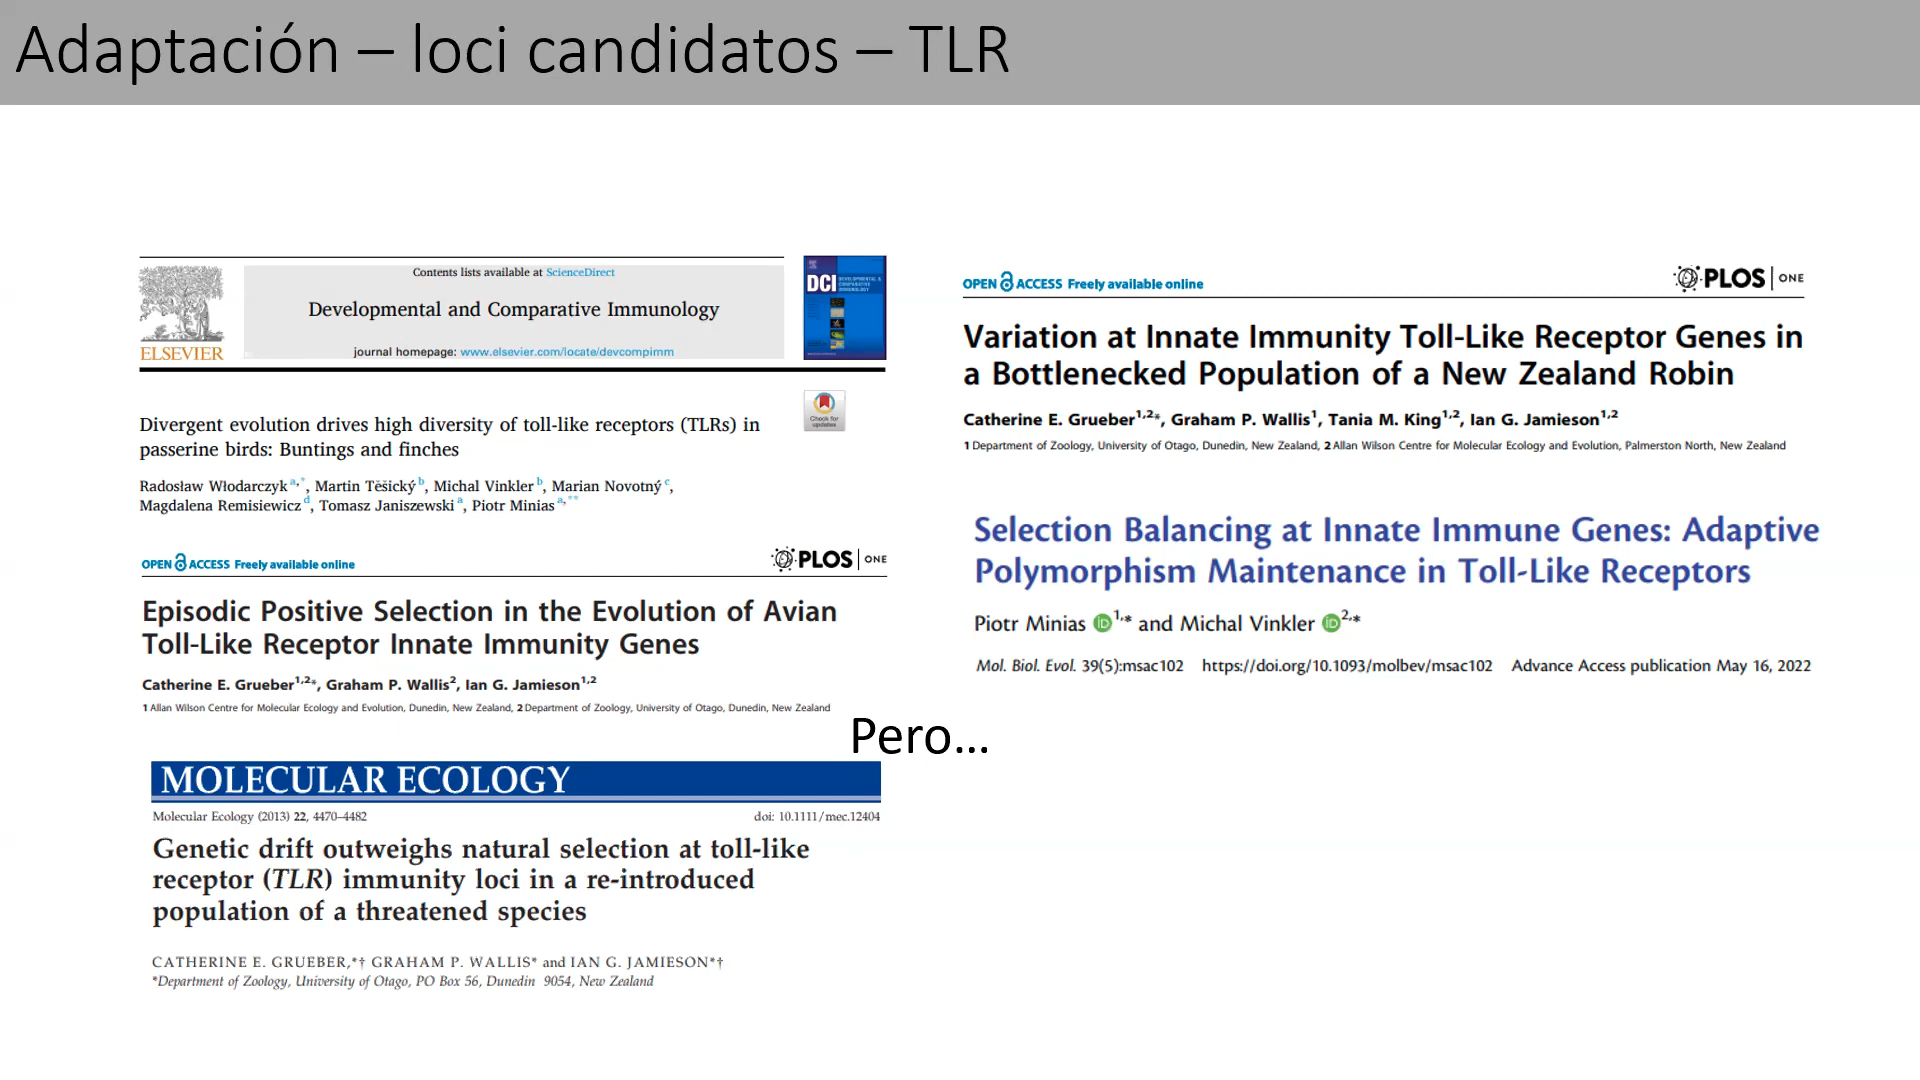 Adaptación – loci candidatos – TLR
Contents lists available at ScienceDirect
Developmental and Comparative Immunology
journal homepage: www.elsevier.com/locate/devcompimm
ELSEVIER
DCI
Check for
updates
Divergent evolution drives high diversity of toll-like receptors (TLRs) in
passerine birds: Buntings and finches
Radosław Włodarczyk a,*, Martin Těšický b, Michal Vinkler b, Marian Novotný c,
Magdalena Remisiewicz d, Tomasz Janiszewski a, Piotr Minias a,**
OPEN ACCESS Freely available online
PLOS ONE
Episodic Positive Selection in the Evolution of Avian
Toll-Like Receptor Innate Immunity Genes
Catherine E. Grueber1,2*, Graham P. Wallis2, Ian G. Jamieson1,2
1 Allan Wilson Centre for Molecular Ecology and Evolution, Dunedin, New Zealand, 2 Department of Zoology, University of Otago, Dunedin, New Zealand
MOLECULAR ECOLOGY
Molecular Ecology (2013) 22, 4470–4482
doi: 10.1111/mec.12404
Genetic drift outweighs natural selection at toll-like
receptor (TLR) immunity loci in a re-introduced
population of a threatened species
CATHERINE E. GRUEBER,*† GRAHAM P. WALLIS* and IAN G. JAMIESON*†
*Department of Zoology, University of Otago, PO Box 56, Dunedin 9054, New Zealand
OPEN ACCESS Freely available online
PLOS ONE
Variation at Innate Immunity Toll-Like Receptor Genes in
a Bottlenecked Population of a New Zealand Robin
Catherine E. Grueber1,2*, Graham P. Wallis1, Tania M. King1,2, Ian G. Jamieson1,2
1 Department of Zoology, University of Otago, Dunedin, New Zealand, 2 Allan Wilson Centre for Molecular Ecology and Evolution, Palmerston North, New Zealand
Selection Balancing at Innate Immune Genes: Adaptive
Polymorphism Maintenance in Toll-Like Receptors
Piotr Minias iD 1,* and Michal Vinkler iD 2,*
Mol. Biol. Evol. 39(5):msac102 https://doi.org/10.1093/molbev/msac102 Advance Access publication May 16, 2022
Pero...